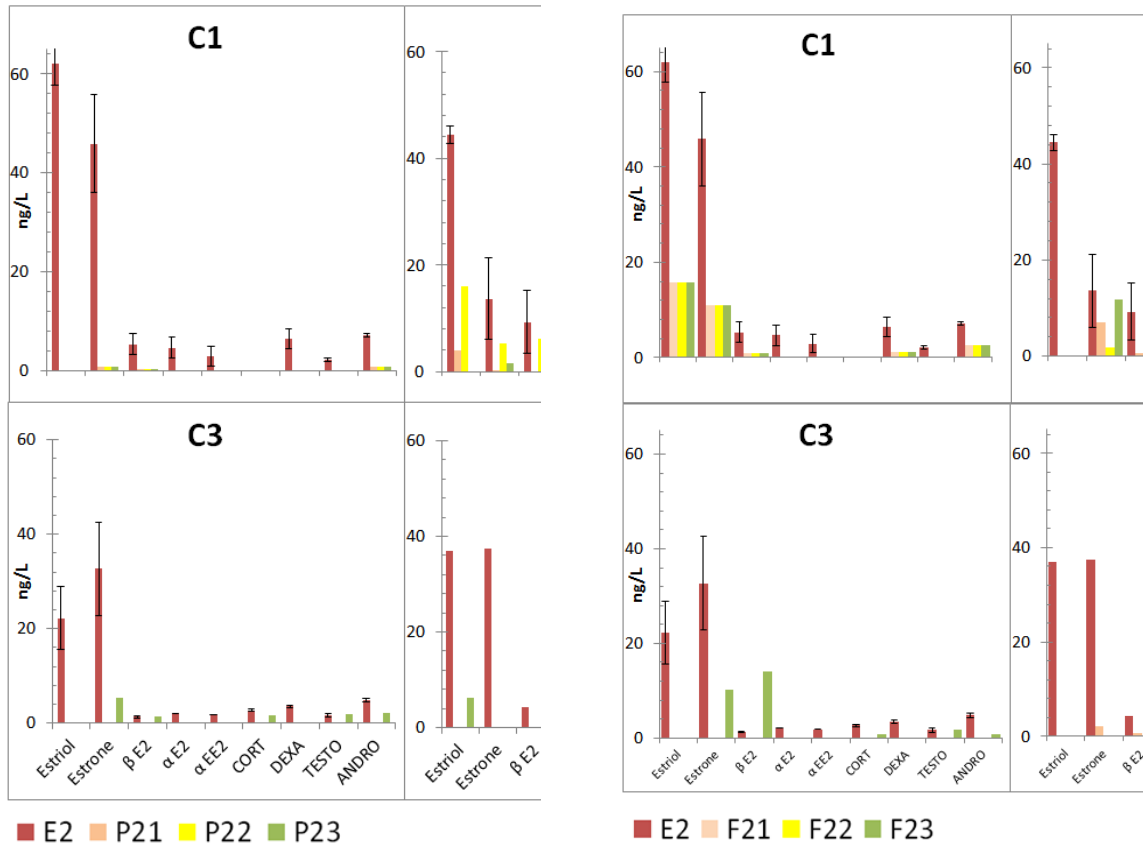 C1
60
40
20
0
ng/L
60
40
20
0
C3
60
40
20
0
ng/L
Estriol
Estrone
β E2
α E2
α EE2
CORT
DEXA
TESTO
ANDRO
60
40
20
0
Estriol
Estrone
β E2
E2 P21 P22 P23
C1
60
40
20
0
ng/L
60
40
20
0
C3
60
40
20
0
ng/L
Estriol
Estrone
β E2
α E2
α EE2
CORT
DEXA
TESTO
ANDRO
60
40
20
0
Estriol
Estrone
β E2
E2 F21 F22 F23